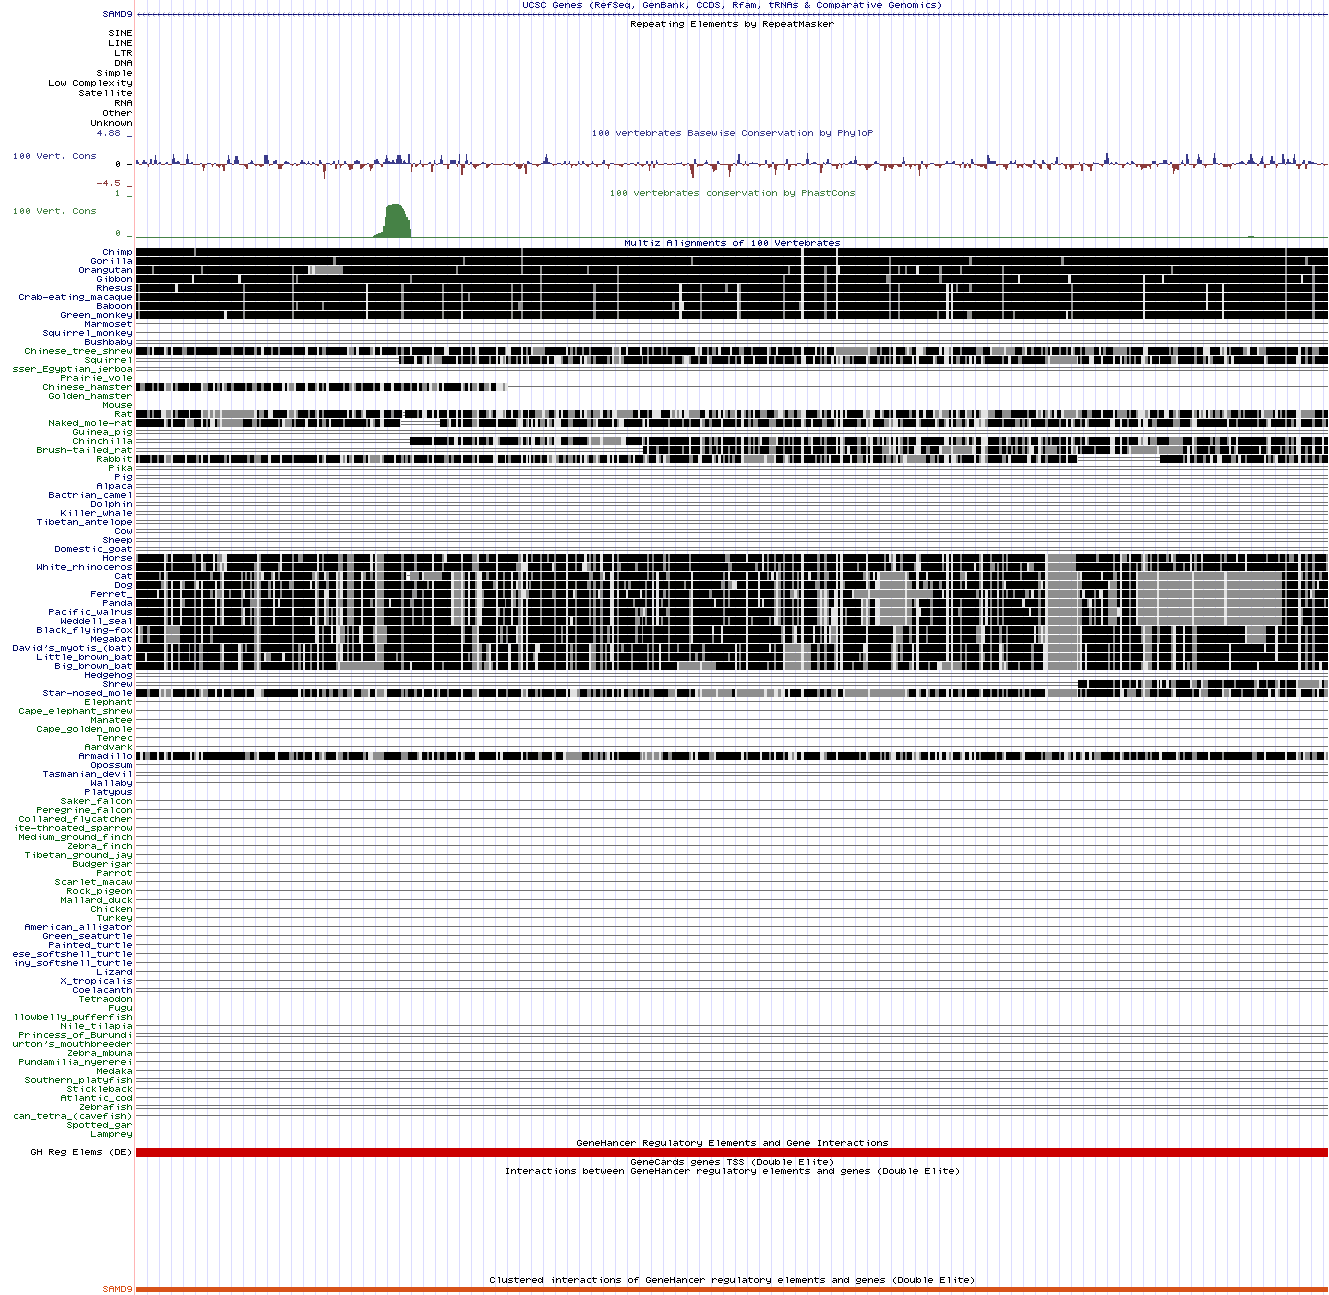 UCSC Genes (RefSeq, GenBank, CCDS, Rfam, tRNAs & Comparative Genomics)
SAMD9
Repeating Elements by RepeatMasker
SINE
LINE
LTR
DNA
Simple
Low Complexity
Satellite
RNA
Other
Unknown
100 vertebrates Basewise Conservation by PhyloP
4.88 _
100 Vert. Cons
0 _
-4.5 _
100 vertebrates conservation by PhastCons
1 _
100 Vert. Cons
0 _
Multiz Alignments of 100 Vertebrates
Chimp
Gorilla
Orangutan
Gibbon
Rhesus
Crab-eating_macaque
Baboon
Green_monkey
Marmoset
Squirrel_monkey
Bushbaby
Chinese_tree_shrew
Squirrel
sser_Egyptian_jerboa
Prairie_vole
Chinese_hamster
Golden_hamster
Mouse
Rat
Naked_mole-rat
Guinea_pig
Chinchilla
Brush-tailed_rat
Rabbit
Pika
Pig
Alpaca
Bactrian_camel
Dolphin
Killer_whale
Tibetan_antelope
Cow
Sheep
Domestic_goat
Horse
White_rhinoceros
Cat
Dog
Ferret_
Panda
Pacific_walrus
Weddell_seal
Black_flying-fox
Megabat
David's_myotis_(bat)
Little_brown_bat
Big_brown_bat
Hedgehog
Shrew
Star-nosed_mole
Elephant
Cape_elephant_shrew
Manatee
Cape_golden_mole
Tenrec
Aardvark
Armadillo
Opossum
Tasmanian_devil
Wallaby
Platypus
Saker_falcon
Peregrine_falcon
Collared_flycatcher
ite-throated_sparrow
Medium_ground_finch
Zebra_finch
Tibetan_ground_jay
Budgerigar
Parrot
Scarlet_macaw
Rock_pigeon
Mallard_duck
Chicken
Turkey
American_alligator
Green_seaturtle
Painted_turtle
ese_softshell_turtle
iny_softshell_turtle
Lizard
X_tropicalis
Coelacanth
Tetraodon
Fugu
llowbelly_pufferfish
Nile_tilapia
Princess_of_Burundi
urton's_mouthbreeder
Zebra_mbuna
Pundamilia_nyererei
Medaka
Southern_platyfish
Stickleback
Atlantic_cod
Zebrafish
can_tetra_(cavefish)
Spotted_gar
Lamprey
GeneHancer Regulatory Elements and Gene Interactions
GH Reg Elems (DE)
GeneCards genes TSS (Double Elite)
Interactions between GeneHancer regulatory elements and genes (Double Elite)
Clustered interactions of GeneHancer regulatory elements and genes (Double Elite)
SAMD9